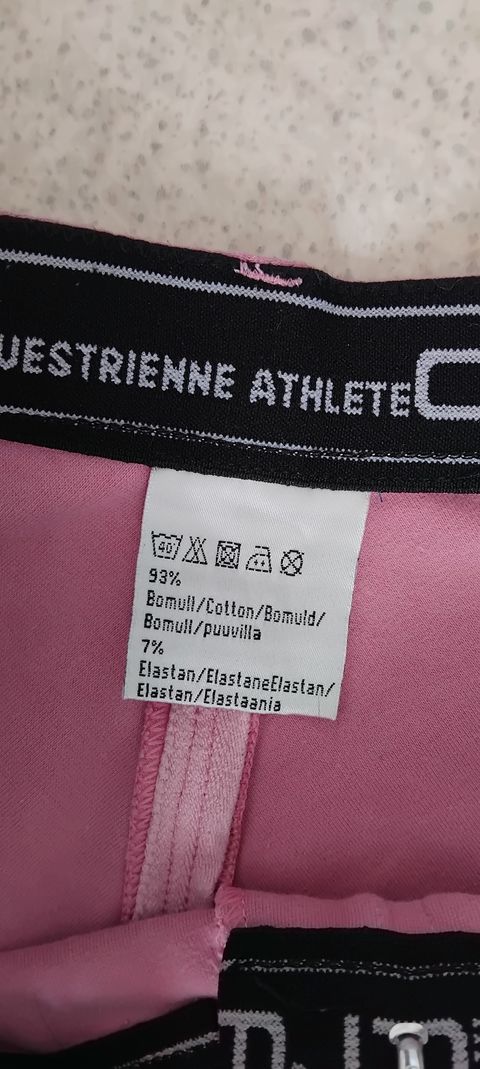 UESTRIENNE ATHLETE
40
93%
Bomull/Cotton/Bomuld/
Bomull/puuvilla
7%
Elastan/ElastaneElastan/
Elastan/Elastaania